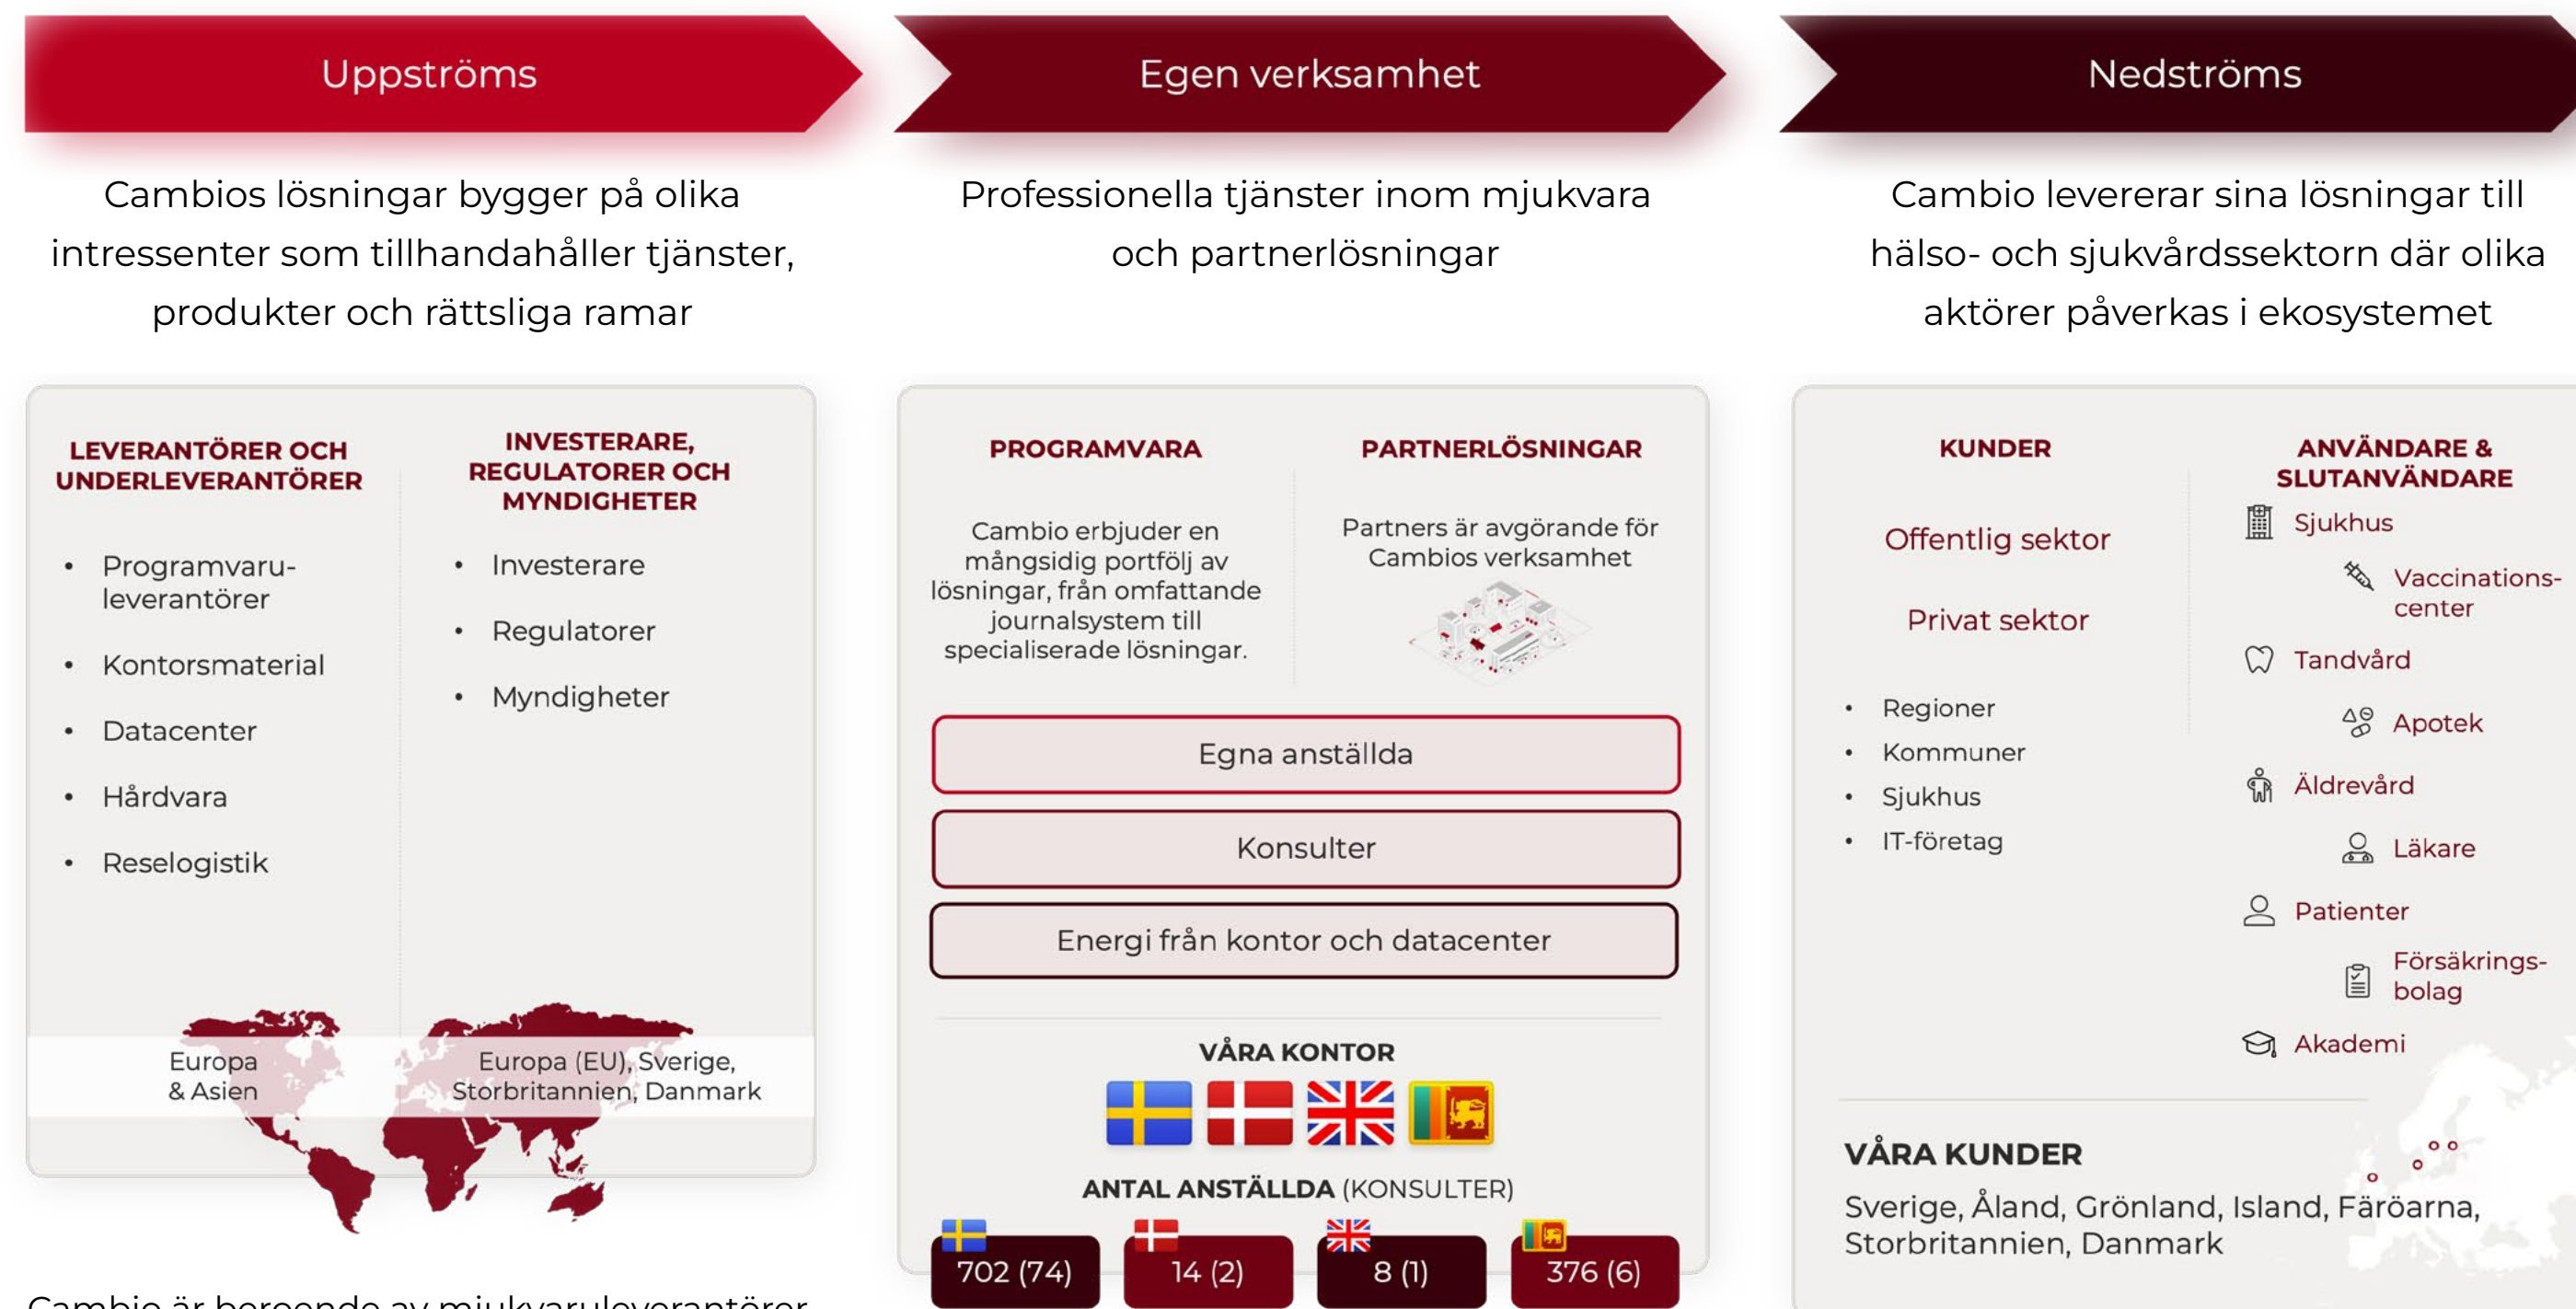 Uppströms
Cambios lösningar bygger på olika
intressenter som tillhandahåller tjänster,
produkter och rättsliga ramar
LEVERANTÖRER OCH
UNDERLEVERANTÖRER
• Programvaru-
leverantörer
• Kontorsmaterial
• Datacenter
• Hårdvara
• Reselogistik
INVESTERARE,
REGULATORER OCH
MYNDIGHETER
• Investerare
• Regulatorer
• Myndigheter
Europa
& Asien
Europa (EU), Sverige,
Storbritannien, Danmark
Cambio är beroende av mjukvaruleverantörer
Egen verksamhet
Professionella tjänster inom mjukvara
och partnerlösningar
PROGRAMVARA
Cambio erbjuder en
mångsidig portfölj av
lösningar, från omfattande
journalsystem till
specialiserade lösningar.
PARTNERLÖSNINGAR
Partners är avgörande för
Cambios verksamhet
Egna anställda
Konsulter
Energi från kontor och datacenter
VÅRA KONTOR
ANTAL ANSTÄLLDA (KONSULTER)
702 (74)
14 (2)
8 (1)
376 (6)
Nedströms
Cambio levererar sina lösningar till
hälso- och sjukvårdssektorn där olika
aktörer påverkas i ekosystemet
KUNDER
Offentlig sektor
Privat sektor
• Regioner
• Kommuner
• Sjukhus
• IT-företag
ANVÄNDARE &
SLUTANVÄNDARE
Sjukhus
Vaccinations-
center
Tandvård
Apotek
Äldrevård
Läkare
Patienter
Försäkrings-
bolag
Akademi
VÅRA KUNDER
Sverige, Åland, Grönland, Island, Färöarna,
Storbritannien, Danmark